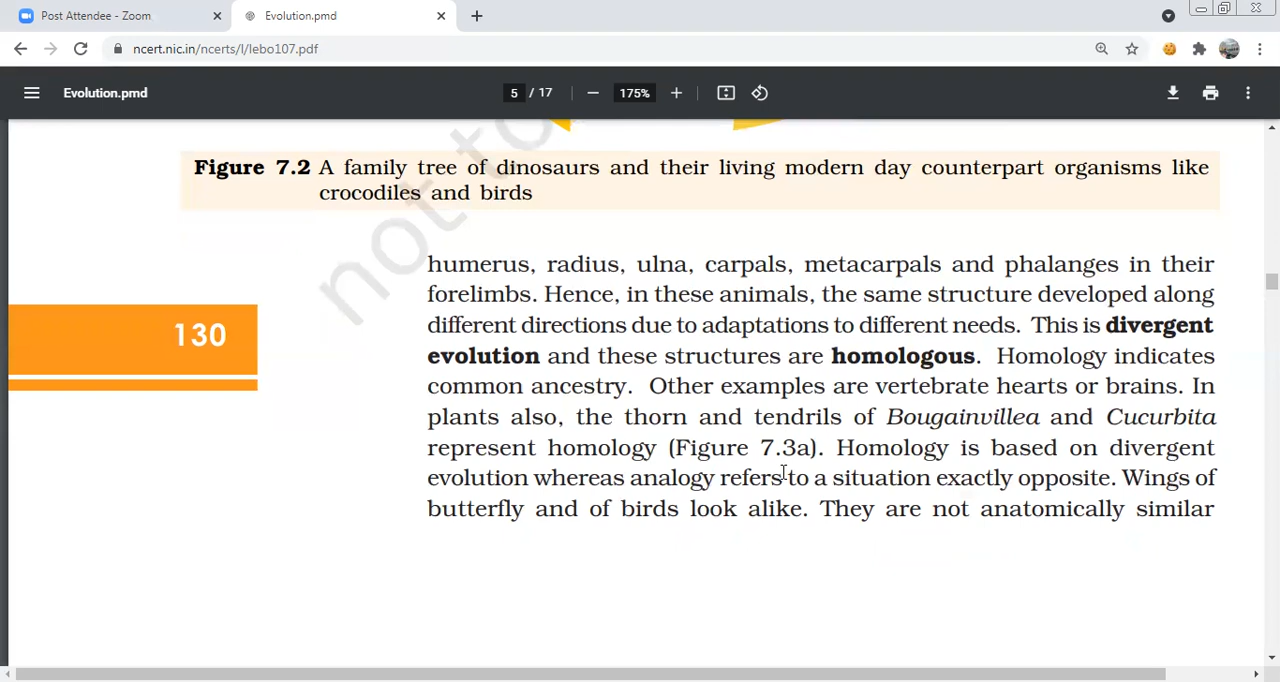 Post Attendee - Zoom
Evolution.pmd
ncert.nic.in/ncerts/l/lebo107.pdf
Evolution.pmd
5 / 17
175%
not to
Figure 7.2 A family tree of dinosaurs and their living modern day counterpart organisms like
crocodiles and birds
humerus, radius, ulna, carpals, metacarpals and phalanges in their
forelimbs. Hence, in these animals, the same structure developed along
130
different directions due to adaptations to different needs. This is divergent
evolution and these structures are homologous. Homology indicates
common ancestry. Other examples are vertebrate hearts or brains. In
plants also, the thorn and tendrils of Bougainvillea and Cucurbita
represent homology (Figure 7.3a). Homology is based on divergent
evolution whereas analogy refers to a situation exactly opposite. Wings of
butterfly and of birds look alike. They are not anatomically similar